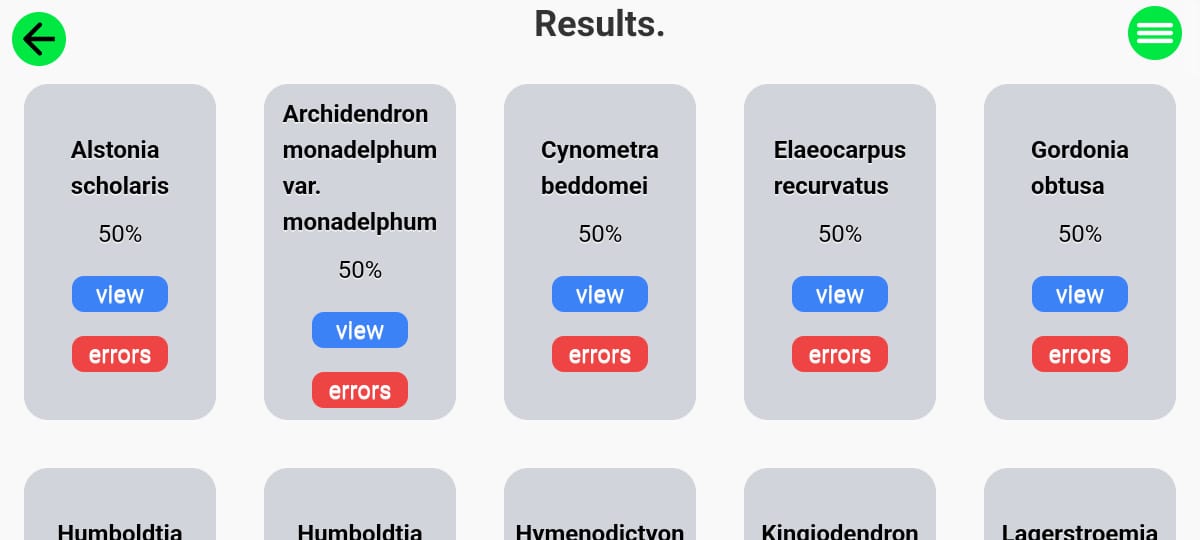 Results.
Alstonia
scholaris
50%
view
errors
Archidendron
monadelphum
var.
monadelphum
50%
view
errors
Cynometra
beddomei
50%
view
errors
Elaeocarpus
recurvatus
50%
view
errors
Gordonia
obtusa
50%
view
errors
Humboldtia
Humboldtia
Hymenodictyon
Kingiodendron
Lagerstroemia